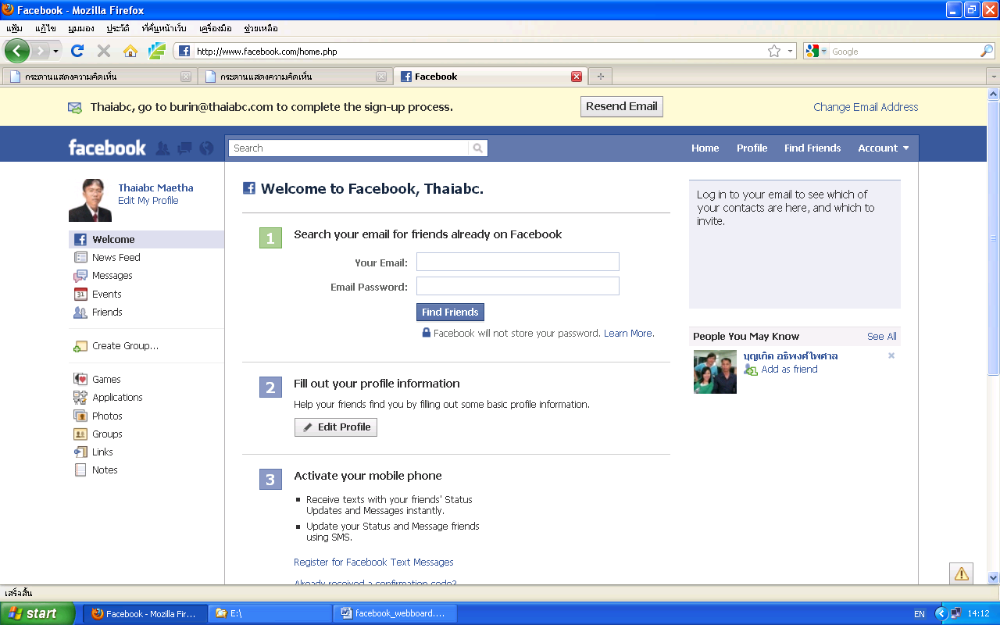 Facebook - Mozilla Firefox
แฟ้ม แก้ไข มุมมอง ประวัติ ที่คั่นหน้าเว็บ เครื่องมือ ช่วยเหลือ
http://www.facebook.com/home.php
Google
กระดานแสดงความคิดเห็น
กระดานแสดงความคิดเห็น
Facebook
Thaiabc, go to burin@thaiabc.com to complete the sign-up process.
Resend Email
Change Email Address
facebook
Search
Home Profile Find Friends Account
Thaiabc Maetha
Edit My Profile
Welcome
News Feed
Messages
31
Events
Friends
Create Group...
Games
Applications
Photos
Groups
Links
Notes
Welcome to Facebook, Thaiabc.
1 Search your email for friends already on Facebook
Your Email:
Email Password:
Find Friends
Facebook will not store your password. Learn More.
2 Fill out your profile information
Help your friends find you by filling out some basic profile information.
Edit Profile
3 Activate your mobile phone
Receive texts with your friends' Status
Updates and Messages instantly.
Update your Status and Message friends
using SMS.
Register for Facebook Text Messages
Already received a confirmation code?
Log in to your email to see which of
your contacts are here, and which to
invite.
People You May Know See All
บุญเกิด อธิพงศ์ไพศาล
Add as friend
เสร็จสิ้น
start
Facebook - Mozilla Fir...
E:\
facebook_webboard....
EN
14:12